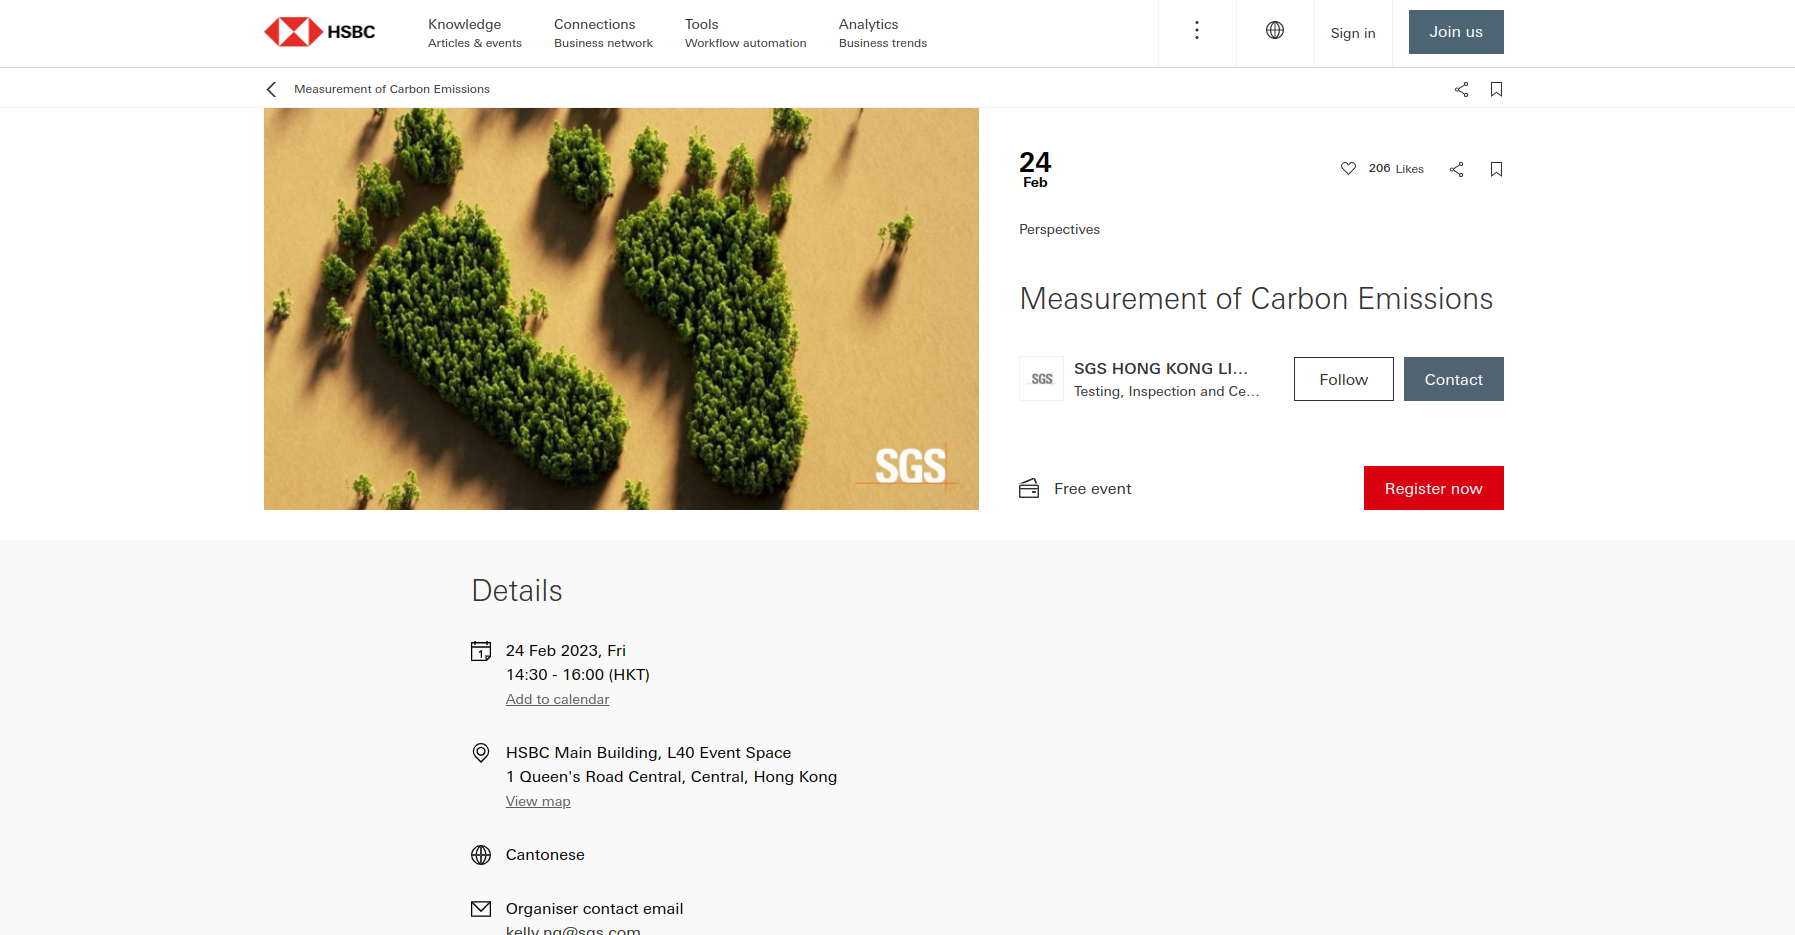 HSBC
Knowledge
Articles & events
Connections
Business network
Tools
Workflow automation
Analytics
Business trends
Sign in
Join us
Measurement of Carbon Emissions
SGS
24
Feb
206 Likes
Perspectives
Measurement of Carbon Emissions
SGS
SGS HONG KONG LI...
Testing, Inspection and Ce...
Follow
Contact
Free event
Register now
Details
24 Feb 2023, Fri
14:30 - 16:00 (HKT)
Add to calendar
HSBC Main Building, L40 Event Space
1 Queen's Road Central, Central, Hong Kong
View map
Cantonese
Organiser contact email
kelly.ng@sgs.com